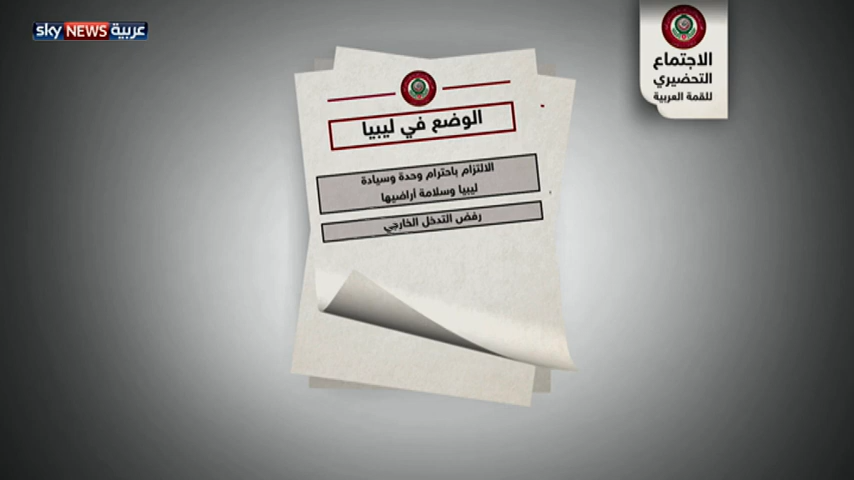 sky NEWS عربية
الاجتماع
التحضيري
للقمة العربية
الوضع في ليبيا
الالتزام باحترام وحدة وسيادة
ليبيا وسلامة أراضيها
رفض التدخل الخارجي